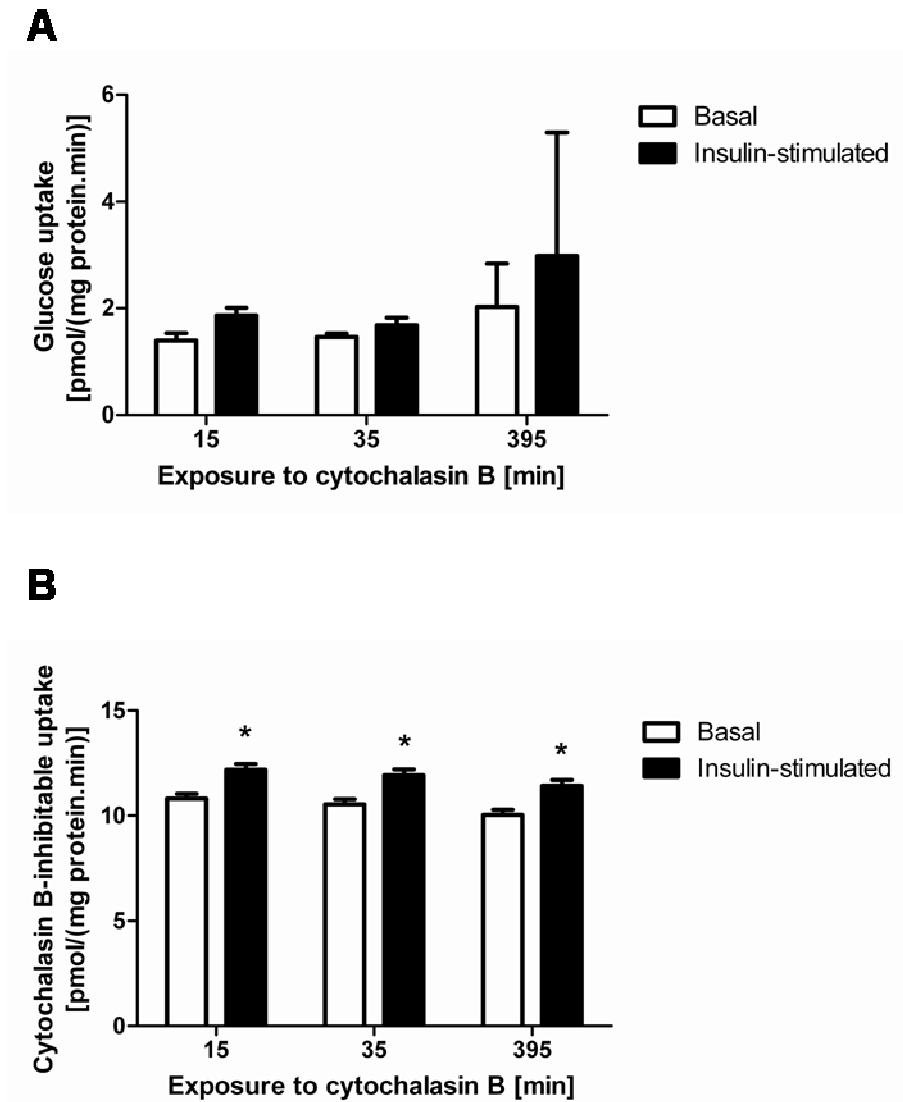 A
Glucose uptake
[pmol/(mg protein.min)]
6
4
2
0
15 35 395
Exposure to cytochalasin B [min]
Basal
Insulin-stimulated
B
Cytochalasin B-inhibitable uptake
[pmol/(mg protein.min)]
15
10
5
0
* * *
15 35 395
Exposure to cytochalasin B [min]
Basal
Insulin-stimulated